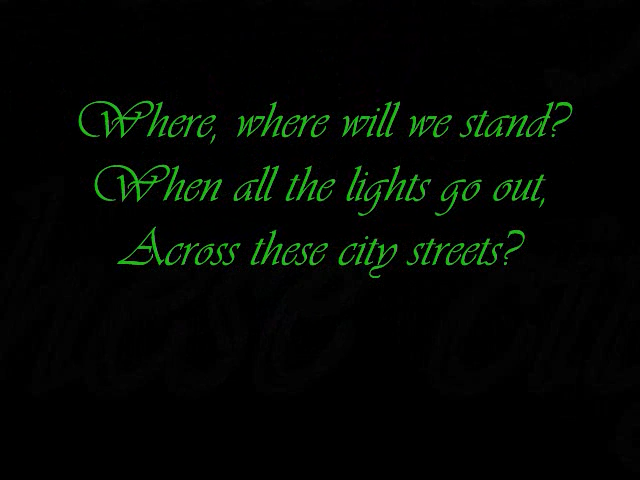 Where, where will we stand?
When all the lights go out,
Across these city streets?